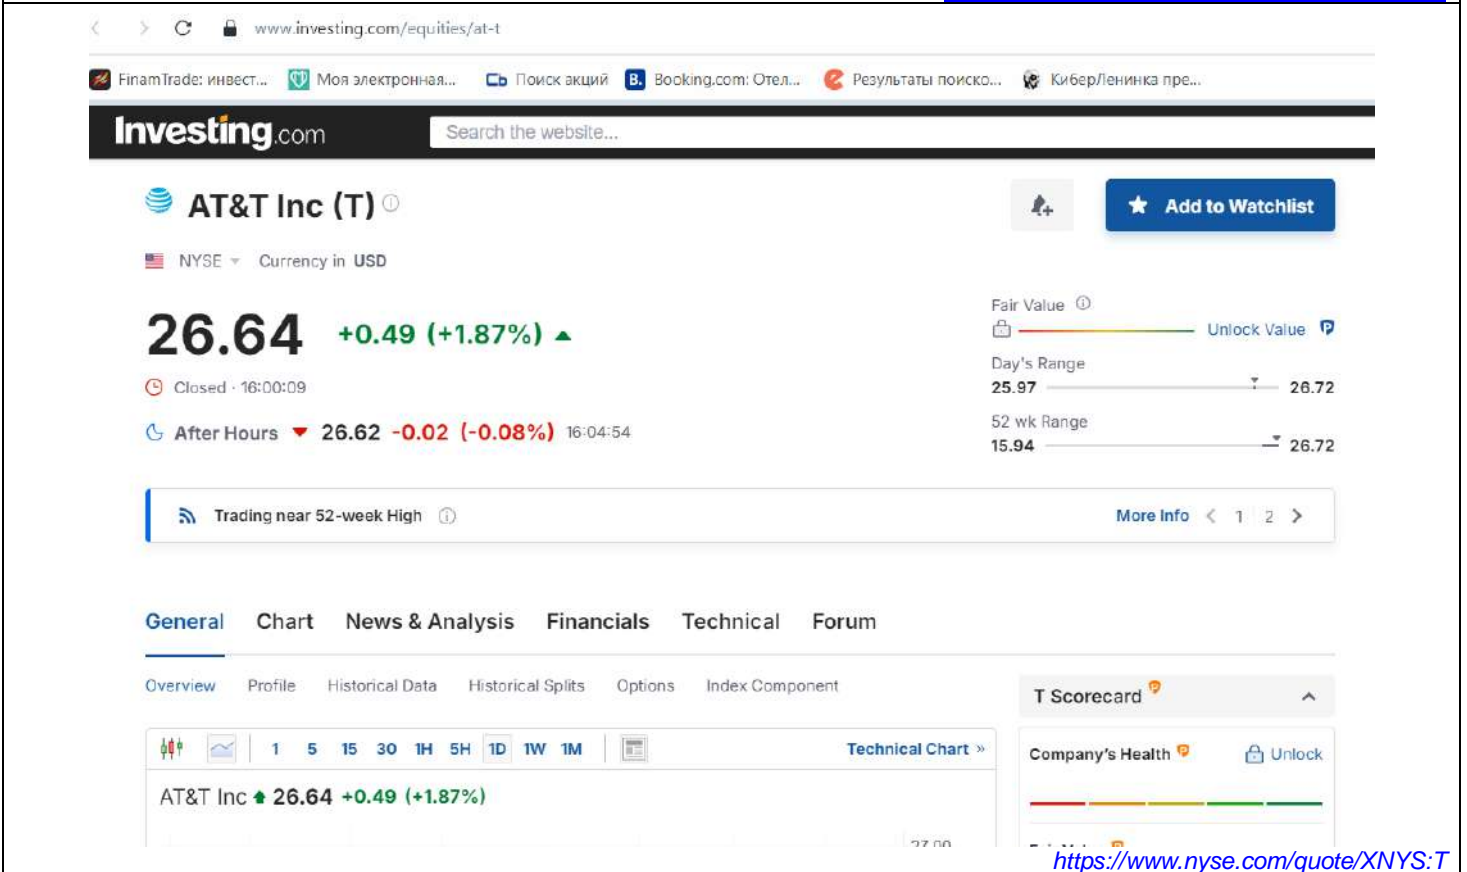 www.investing.com/equities/at-t
FinamTrade: инвест... Моя электронная... Cb Поиск акций B. Booking.com: Отел... Результаты поиско... КиберЛенинка пре...
Investing.com Search the website...
AT&T Inc (T)
Add to Watchlist
NYSE Currency in USD
26.64 +0.49 (+1.87%)
Fair Value
Unlock Value
Day's Range
Closed · 16:00:09
25.97 26.72
52 wk Range
After Hours 26.62 -0.02 (-0.08%) 16:04:54
15.94 26.72
Trading near 52-week High
More Info < 1 2 >
General Chart News & Analysis Financials Technical Forum
Overview Profile Historical Data Historical Splits Options Index Component
T Scorecard
1 5 15 30 1H 5H 1D 1W 1M Technical Chart »
Company's Health Unlock
AT&T Inc 26.64 +0.49 (+1.87%)
27.00
https://www.nyse.com/quote/XNYS:T